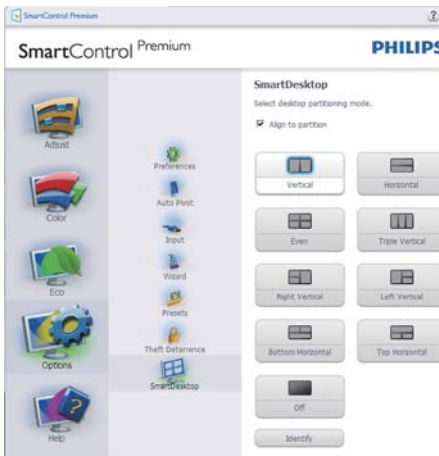 SmartControl Premium
?
SmartControl Premium
PHILIPS
Adjust
Color
Eco
Options
Help
Preferences
Auto Pivot
Input
Wizard
Presets
Theft Deterrence
SmartDesktop
SmartDesktop
Select desktop partitioning mode.
Align to partition
Vertical
Horizontal
Even
Triple Vertical
Right Vertical
Left Vertical
Bottom Horizontal
Top Horizontal
Off
Identify